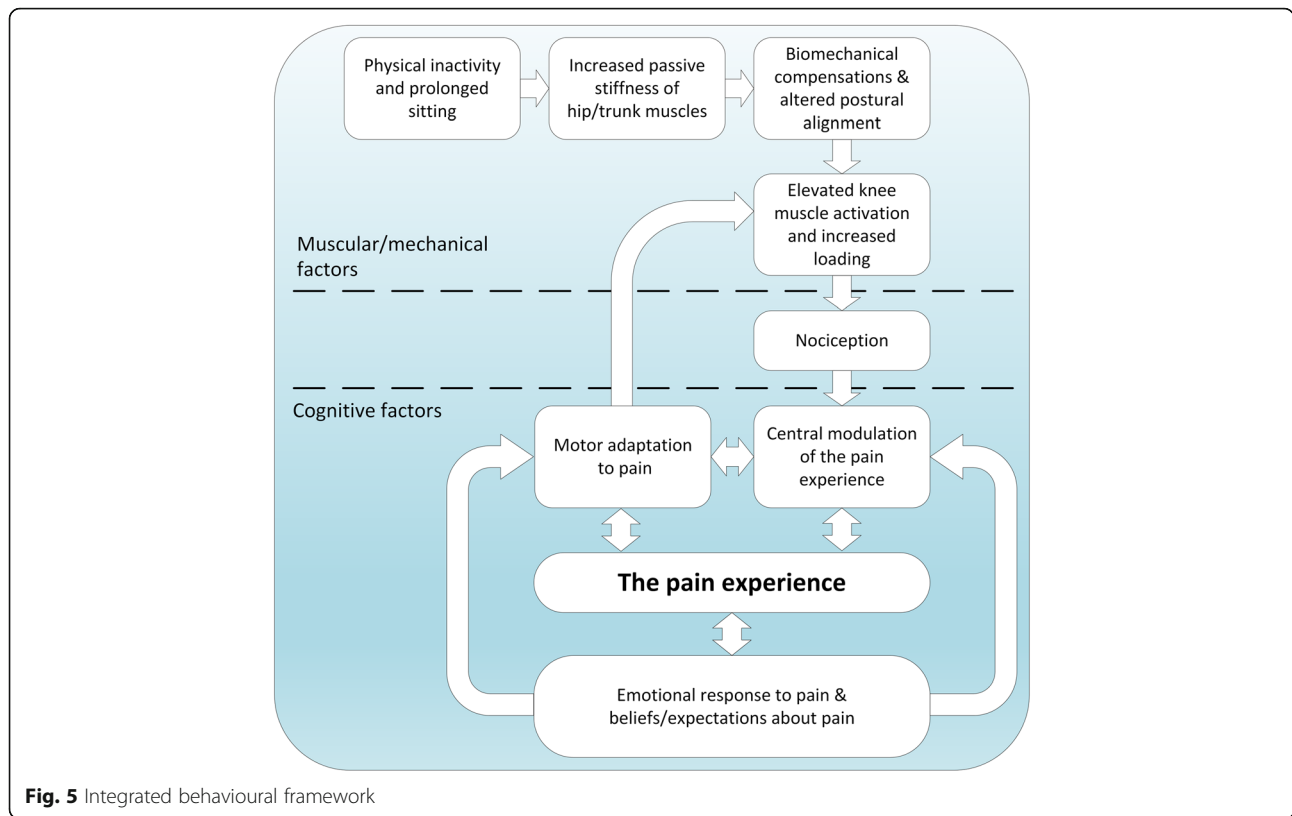 Physical inactivity
and prolonged
sitting
Increased passive
stiffness of
hip/trunk muscles
Biomechanical
compensations &
altered postural
alignment
Elevated knee
muscle activation
and increased
loading
Muscular/mechanical
factors
Nociception
Cognitive factors
Motor adaptation
to pain
Central modulation
of the pain
experience
The pain experience
Emotional response to pain &
beliefs/expectations about pain
Fig. 5 Integrated behavioural framework